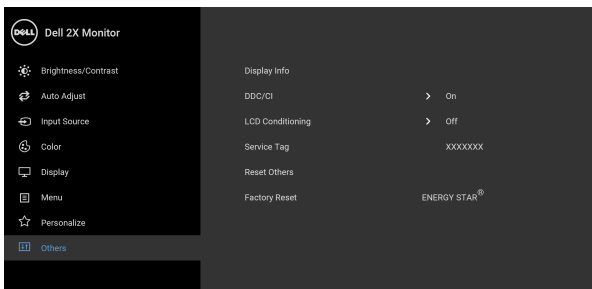 DELL Dell 2X Monitor
Brightness/Contrast
Auto Adjust
Input Source
Color
Display
Menu
Personalize
Others
Display Info
DDC/CI > On
LCD Conditioning > Off
Service Tag XXXXXXX
Reset Others
Factory Reset ENERGY STAR®